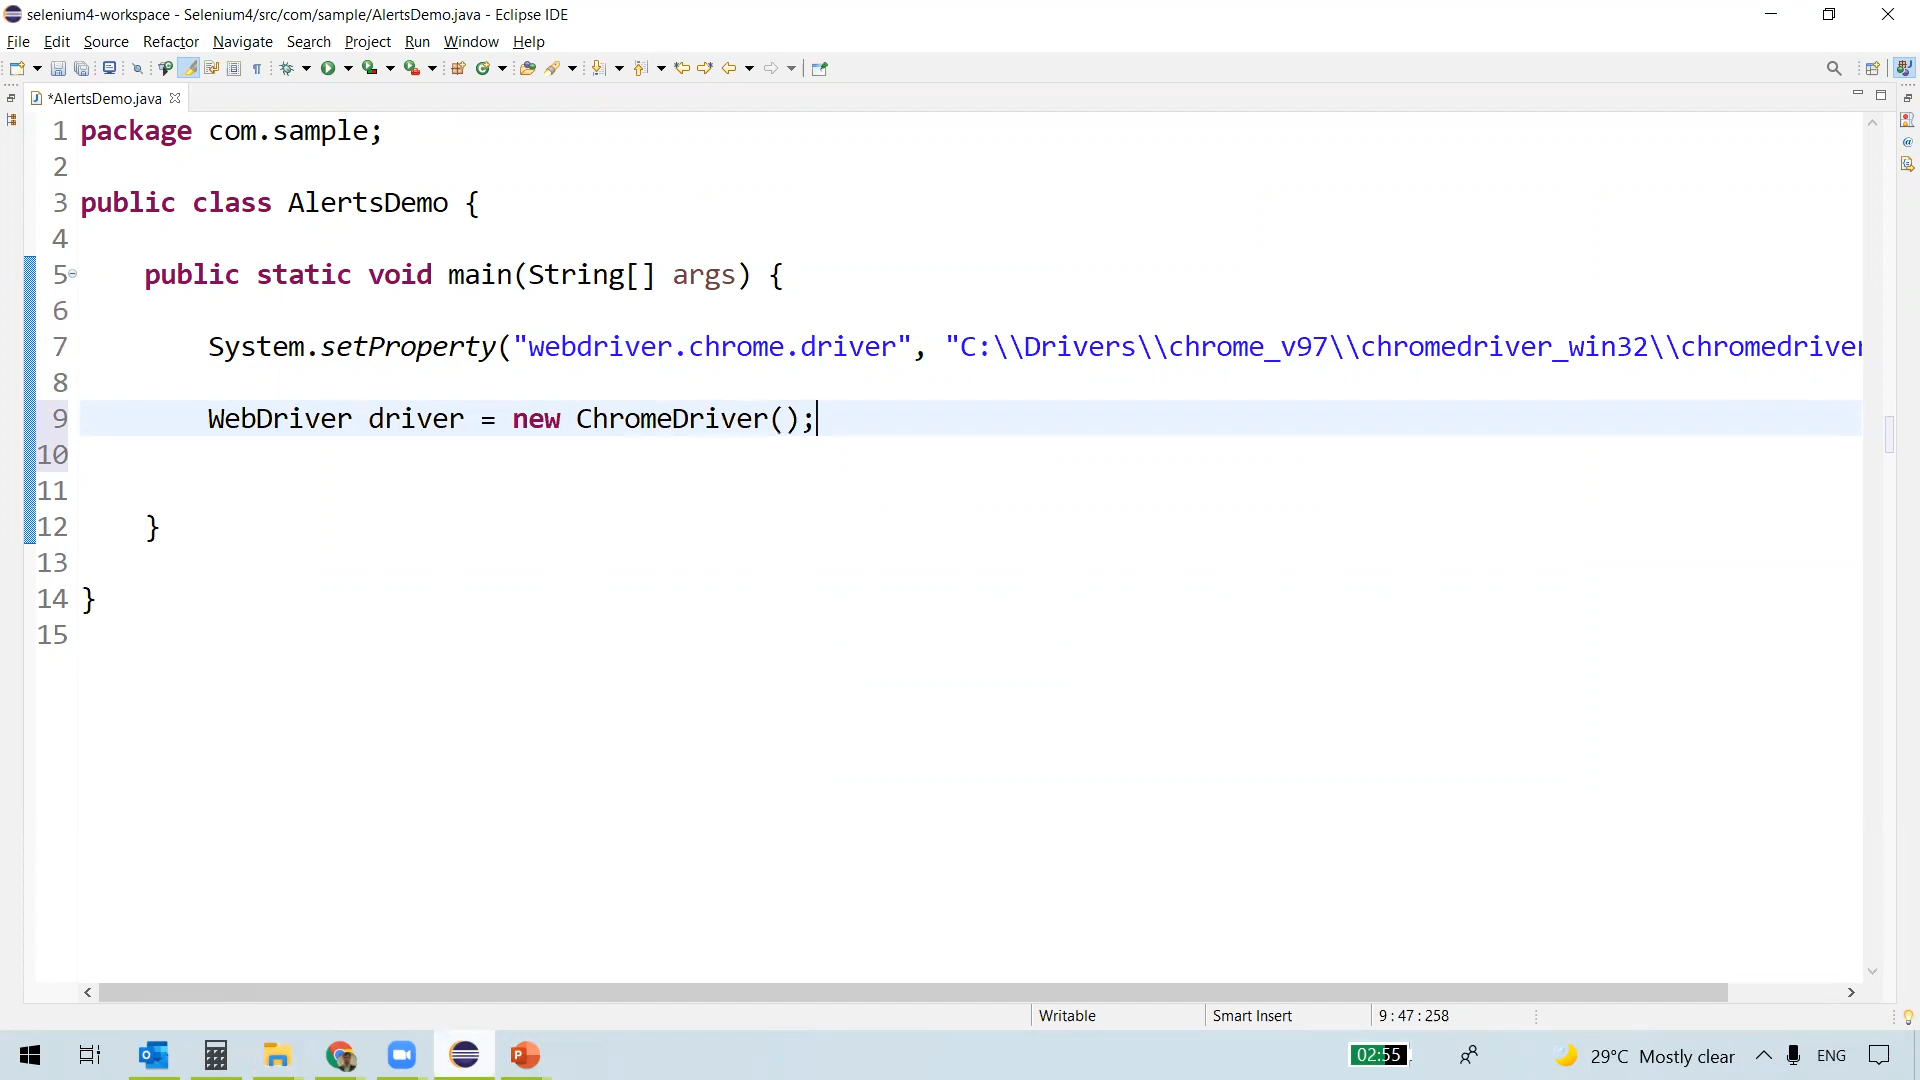 selenium4-workspace - Selenium4/src/com/sample/AlertsDemo.java - Eclipse IDE
File Edit Source Refactor Navigate Search Project Run Window Help
*AlertsDemo.java
1 package com.sample;
2
3 public class AlertsDemo {
4
5 public static void main(String[] args) {
6
7 System.setProperty("webdriver.chrome.driver", "C:\\Drivers\\chrome_v97\\chromedriver_win32\\chromedriver
8
9 WebDriver driver = new ChromeDriver();
10
11
12 }
13
14 }
15
Writable Smart Insert 9 : 47 : 258
02:55 29°C Mostly clear ENG